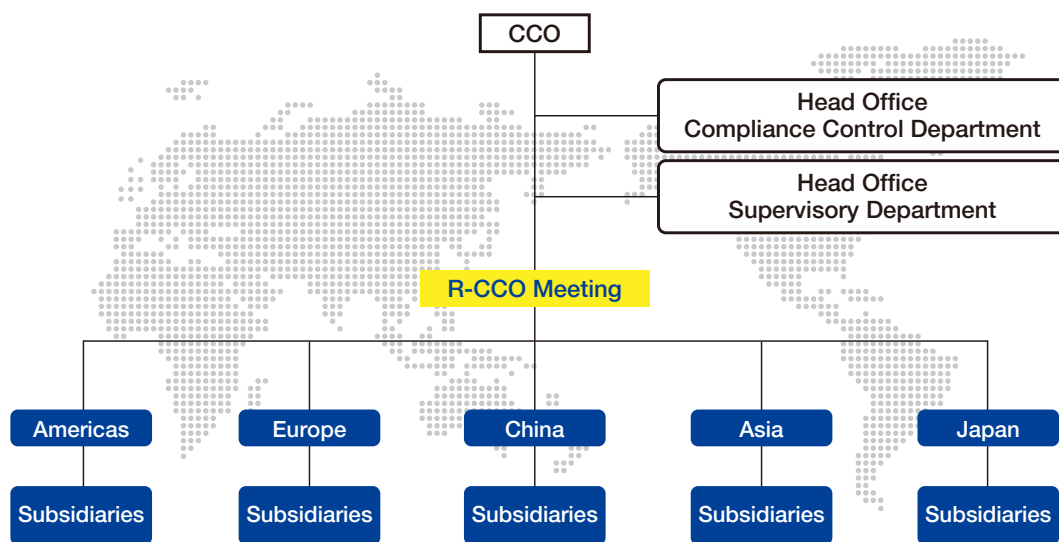 CCO
Head Office
Compliance Control Department
Head Office
Supervisory Department
R-CCO Meeting
Americas
Europe
China
Asia
Japan
Subsidiaries
Subsidiaries
Subsidiaries
Subsidiaries
Subsidiaries